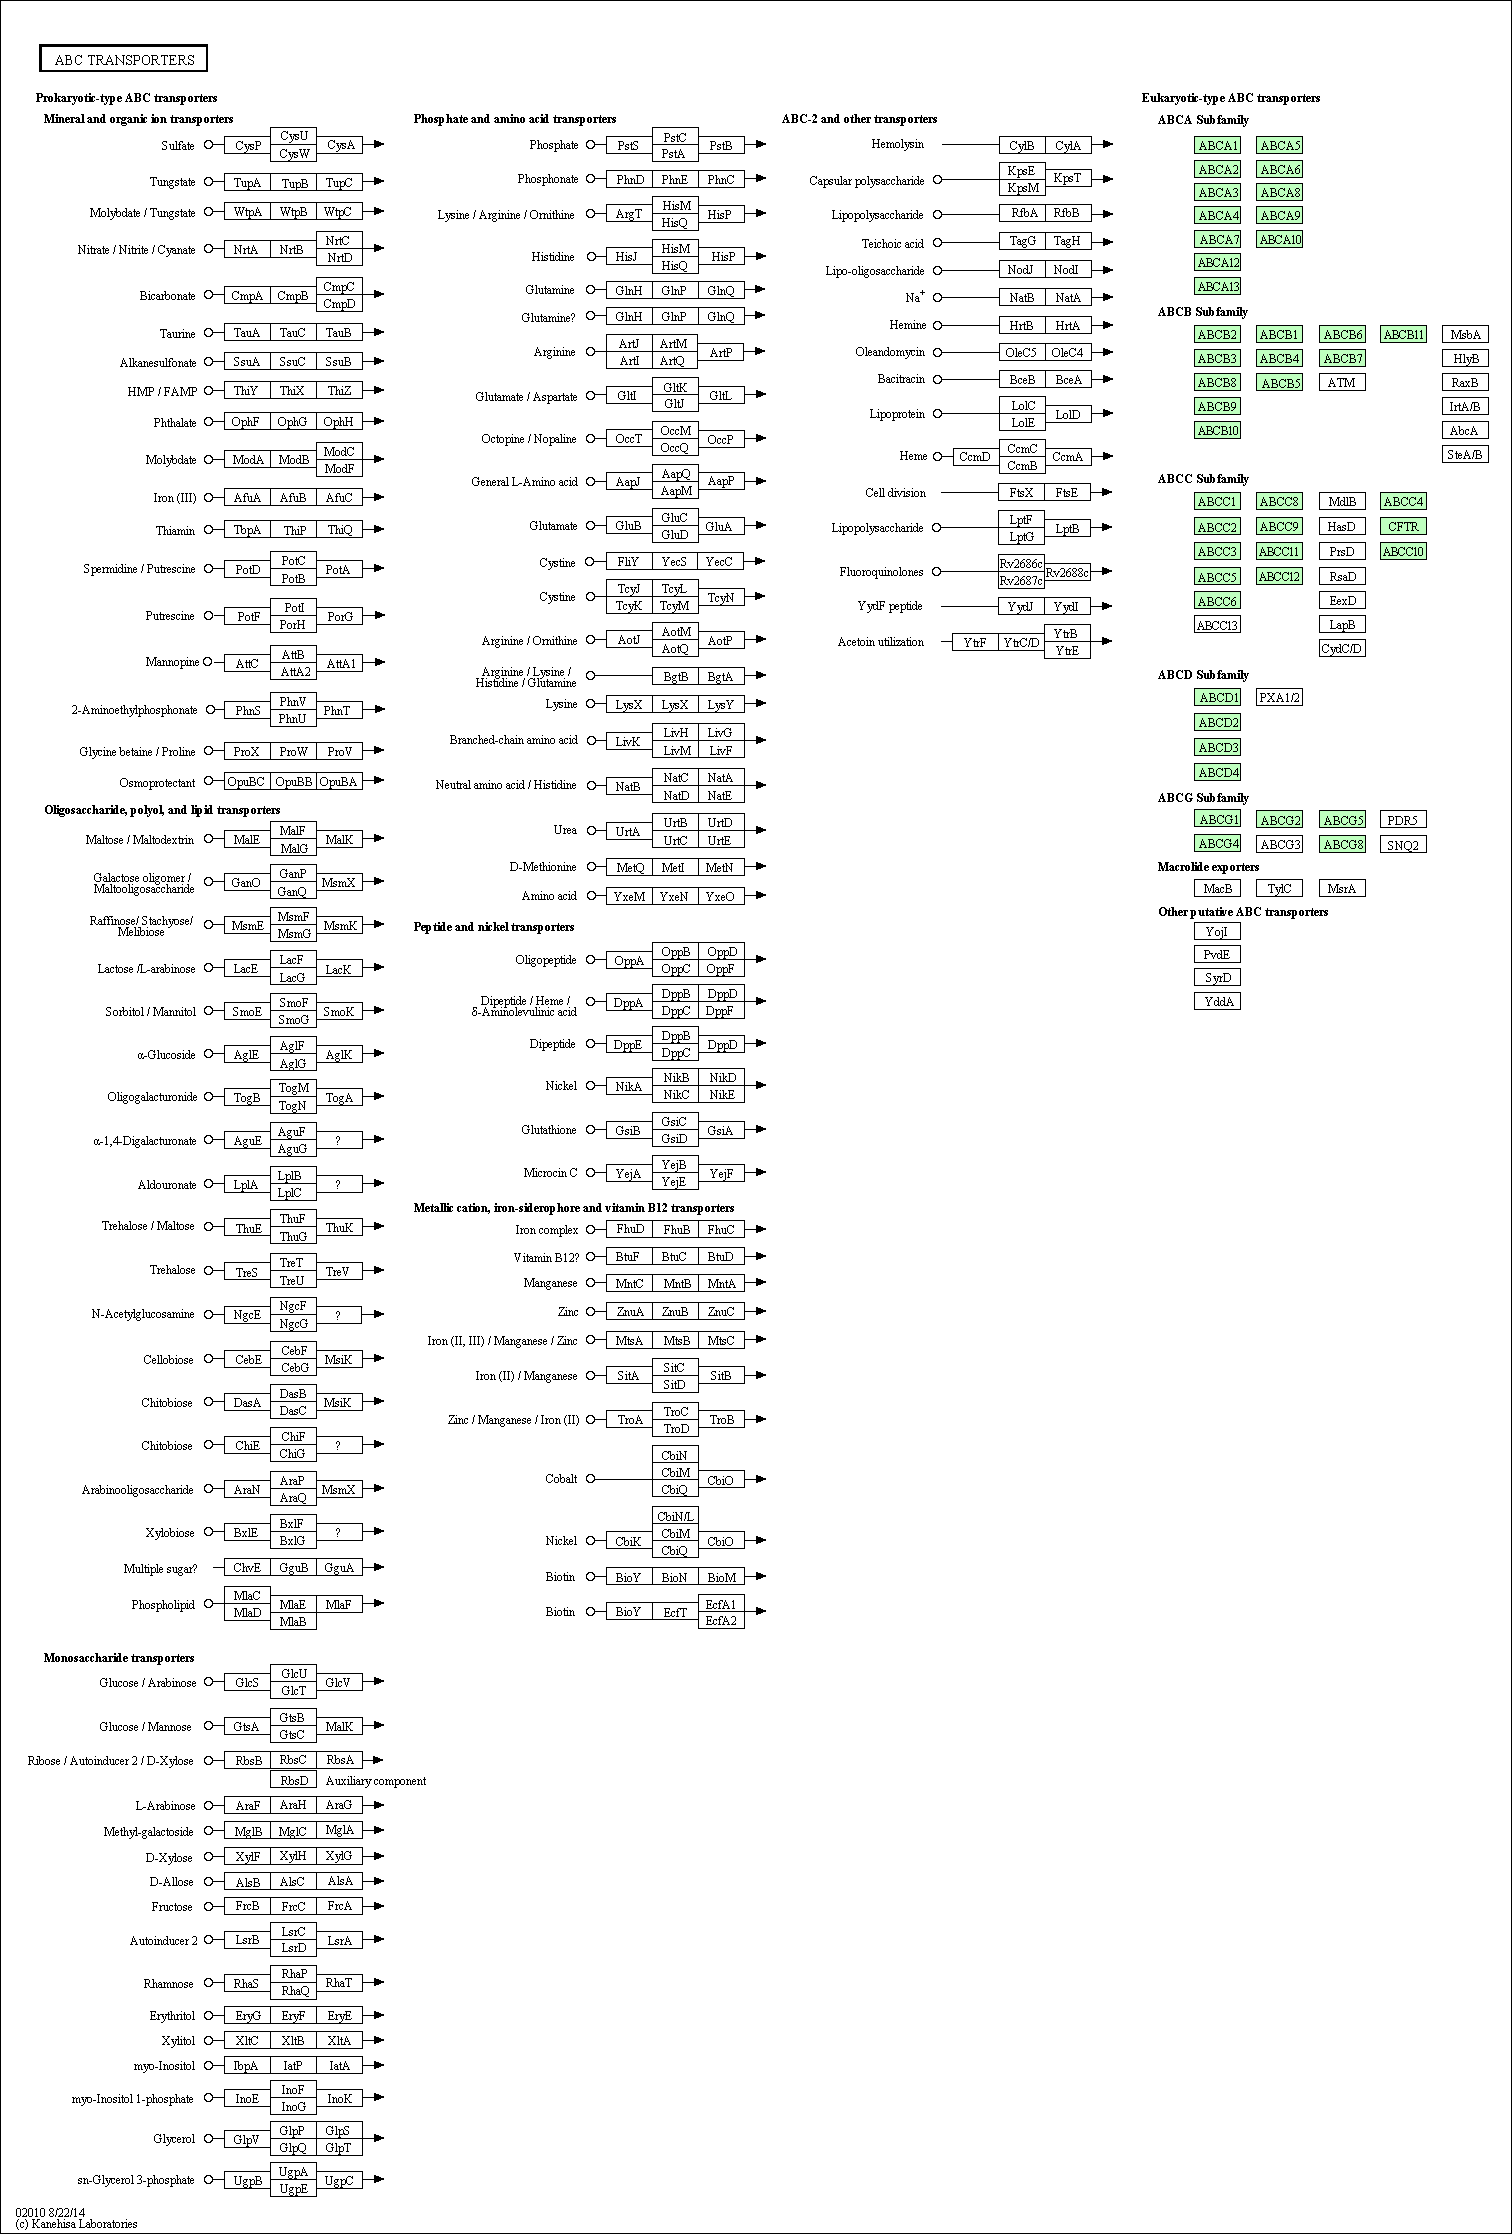 ABC TRANSPORTERS
Prokaryotic-type ABC transporters
Mineral and organic ion transporters
Sulfate CysP CysU CysW CysA
Tungstate TupA TupB TupC
Molybdate / Tungstate WtpA WtpB WtpC
Nitrate / Nitrite / Cyanate NrtA NrtB NrtC NrtD
Bicarbonate CmpA CmpB CmpC CmpD
Taurine TauA TauC TauB
Alkanesulfonate SsuA SsuC SsuB
HMP / FAMP ThiY ThiX ThiZ
Phthalate OphF OphG OphH
Molybdate ModA ModB ModC ModF
Iron (III) AfuA AfuB AfuC
Thiamin TbpA ThiP ThiQ
Spermidine / Putrescine PotD PotC PotB PotA
Putrescine PotF PotI PotH PorG
Mannopine AttC AttB AttA2 AttA1
2-Aminoethylphosphonate PhnS PhnV PhnU PhnT
Glycine betaine / Proline ProX ProW ProV
Osmoprotectant OpuBC OpuBB OpuBA
Oligosaccharide, polyol, and lipid transporters
Maltose / Maltodextrin MalE MalF MalG MalK
Galactose oligomer /
Maltooligosaccharide GanO GanP GanQ MsmX
Raffinose/ Stachyose/
Melibiose MsmE MsmF MsmG MsmK
Lactose /L-arabinose LacE LacF LacG LacK
Sorbitol / Mannitol SmoE SmoF SmoG SmoK
α-Glucoside AglE AglF AglG AglK
Oligogalacturonide TogB TogM TogN TogA
α-1,4-Digalacturonate AguE AguF AguG ?
Aldouronate LplA LplB LplC ?
Trehalose / Maltose ThuE ThuF ThuG ThuK
Trehalose TreS TreT TreU TreV
N-Acetylglucosamine NgcE NgcF NgcG ?
Cellobiose CebE CebF CebG MsiK
Chitobiose DasA DasB DasC MsiK
Chitobiose ChiE ChiF ChiG ?
Arabinooligosaccharide AraN AraP AraQ MsmX
Xylobiose BxlE BxlF BxlG ?
Multiple sugar? ChvE GguB GguA
Phospholipid MlaC MlaD MlaE MlaB MlaF
Monosaccharide transporters
Glucose / Arabinose GlcS GlcU GlcT GlcV
Glucose / Mannose GtsA GtsB GtsC MalK
Ribose / Autoinducer 2 / D-Xylose RbsB RbsC RbsA
RbsD Auxiliary component
L-Arabinose AraF AraH AraG
Methyl-galactoside MglB MglC MglA
D-Xylose XylF XylH XylG
D-Allose AlsB AlsC AlsA
Fructose FrcB FrcC FrcA
Autoinducer 2 LsrB LsrC LsrD LsrA
Rhamnose RhaS RhaP RhaQ RhaT
Erythritol EryG EryF EryE
Xylitol XltC XltB XltA
myo-Inositol IbpA IatP IatA
myo-Inositol 1-phosphate InoE InoF InoG InoK
Glycerol GlpV GlpP GlpQ GlpS GlpT
sn-Glycerol 3-phosphate UgpB UgpA UgpE UgpC
Phosphate and amino acid transporters
Phosphate PstS PstC PstA PstB
Phosphonate PhnD PhnE PhnC
Lysine / Arginine / Ornithine ArgT HisM HisQ HisP
Histidine HisJ HisM HisQ HisP
Glutamine GlnH GlnP GlnQ
Glutamine? GlnH GlnP GlnQ
Arginine ArtJ ArtI ArtM ArtQ ArtP
Glutamate / Aspartate GltI GltK GltJ GltL
Octopine / Nopaline OccT OccM OccQ OccP
General L-Amino acid AapJ AapQ AapM AapP
Glutamate GluB GluC GluD GluA
Cystine FliY YecS YecC
Cystine TcyJ TcyK TcyL TcyM TcyN
Arginine / Ornithine AotJ AotM AotQ AotP
Arginine / Lysine /
Histidine / Glutamine BgtB BgtA
Lysine LysX LysX LysY
Branched-chain amino acid LivK LivH LivM LivG LivF
Neutral amino acid / Histidine NatB NatC NatD NatA NatE
Urea UrtA UrtB UrtC UrtD UrtE
D-Methionine MetQ MetI MetN
Amino acid YxeM YxeN YxeO
Peptide and nickel transporters
Oligopeptide OppA OppB OppC OppD OppF
Dipeptide / Heme /
δ-Aminolevulinic acid DppA DppB DppC DppD DppF
Dipeptide DppE DppB DppC DppD
Nickel NikA NikB NikC NikD NikE
Glutathione GsiB GsiC GsiD GsiA
Microcin C YejA YejB YejE YejF
Metallic cation, iron-siderophore and vitamin B12 transporters
Iron complex FhuD FhuB FhuC
Vitamin B12? BtuF BtuC BtuD
Manganese MntC MntB MntA
Zinc ZnuA ZnuB ZnuC
Iron (II, III) / Manganese / Zinc MtsA MtsB MtsC
Iron (II) / Manganese SitA SitC SitD SitB
Zinc / Manganese / Iron (II) TroA TroC TroD TroB
Cobalt CbiN CbiM CbiQ CbiO
Nickel CbiK CbiN/L CbiM CbiQ CbiO
Biotin BioY BioN BioM
Biotin BioY EcfT EcfA1 EcfA2
ABC-2 and other transporters
Hemolysin CylB CylA
Capsular polysaccharide KpsE KpsM KpsT
Lipopolysaccharide RfbA RfbB
Teichoic acid TagG TagH
Lipo-oligosaccharide NodJ NodI
Na+ NatB NatA
Hemine HrtB HrtA
Oleandomycin OleC5 OleC4
Bacitracin BceB BceA
Lipoprotein LolC LolE LolD
Heme CcmD CcmC CcmB CcmA
Cell division FtsX FtsE
Lipopolysaccharide LptF LptG LptB
Fluoroquinolones Rv2686c Rv2687c Rv2688c
YydF peptide YydJ YydI
Acetoin utilization YtrF YtrC/D YtrB YtrE
Eukaryotic-type ABC transporters
ABCA Subfamily
ABCA1 ABCA5
ABCA2 ABCA6
ABCA3 ABCA8
ABCA4 ABCA9
ABCA7 ABCA10
ABCA12
ABCA13
ABCB Subfamily
ABCB2 ABCB1 ABCB6 ABCB11 MsbA
ABCB3 ABCB4 ABCB7 HlyB
ABCB8 ABCB5 ATM RaxB
ABCB9 IrtA/B
ABCB10 AbcA
SteA/B
ABCC Subfamily
ABCC1 ABCC8 MdlB ABCC4
ABCC2 ABCC9 HasD CFTR
ABCC3 ABCC11 PrsD ABCC10
ABCC5 ABCC12 RsaD
ABCC6 EexD
ABCC13 LapB
CydC/D
ABCD Subfamily
ABCD1 PXA1/2
ABCD2
ABCD3
ABCD4
ABCG Subfamily
ABCG1 ABCG2 ABCG5 PDR5
ABCG4 ABCG3 ABCG8 SNQ2
Macrolide exporters
MacB TylC MsrA
Other putative ABC transporters
YojI
PvdE
SyrD
YddA
02010 8/22/14
(c) Kanehisa Laboratories